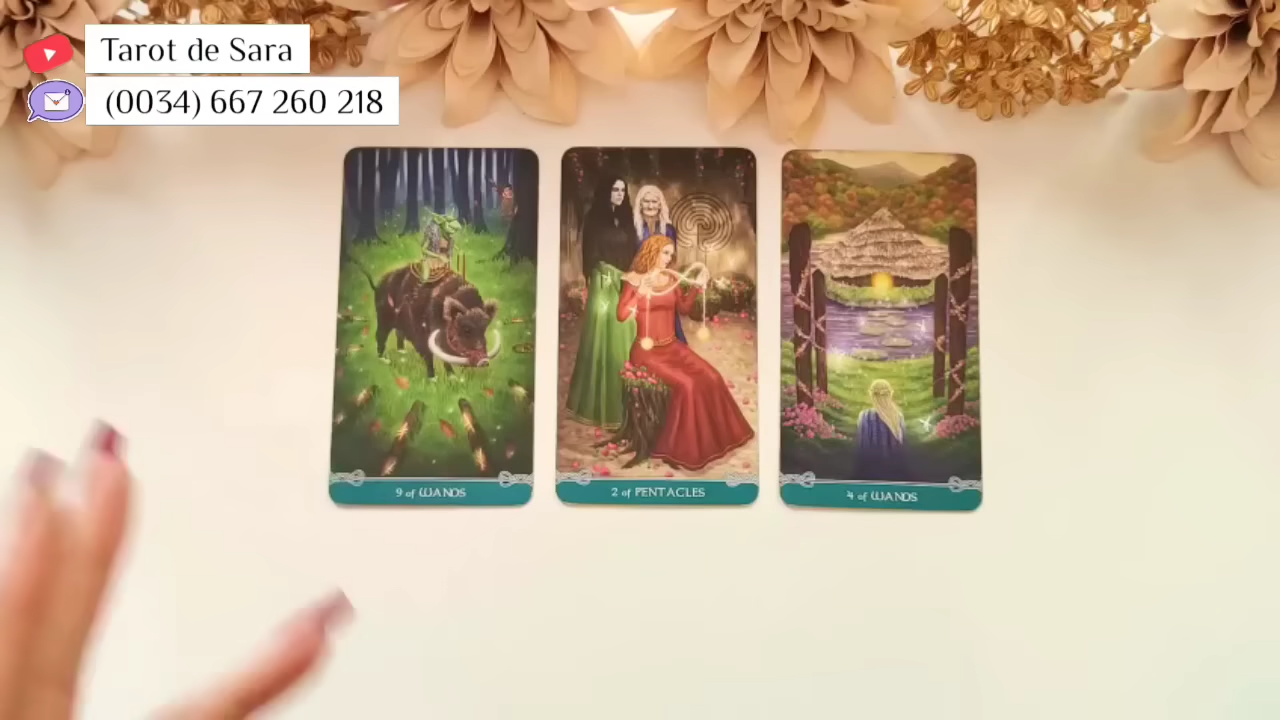 Tarot de Sara
(0034) 667 260 218
9 of WANDS
2 of PENTACLES
4 of WANDS